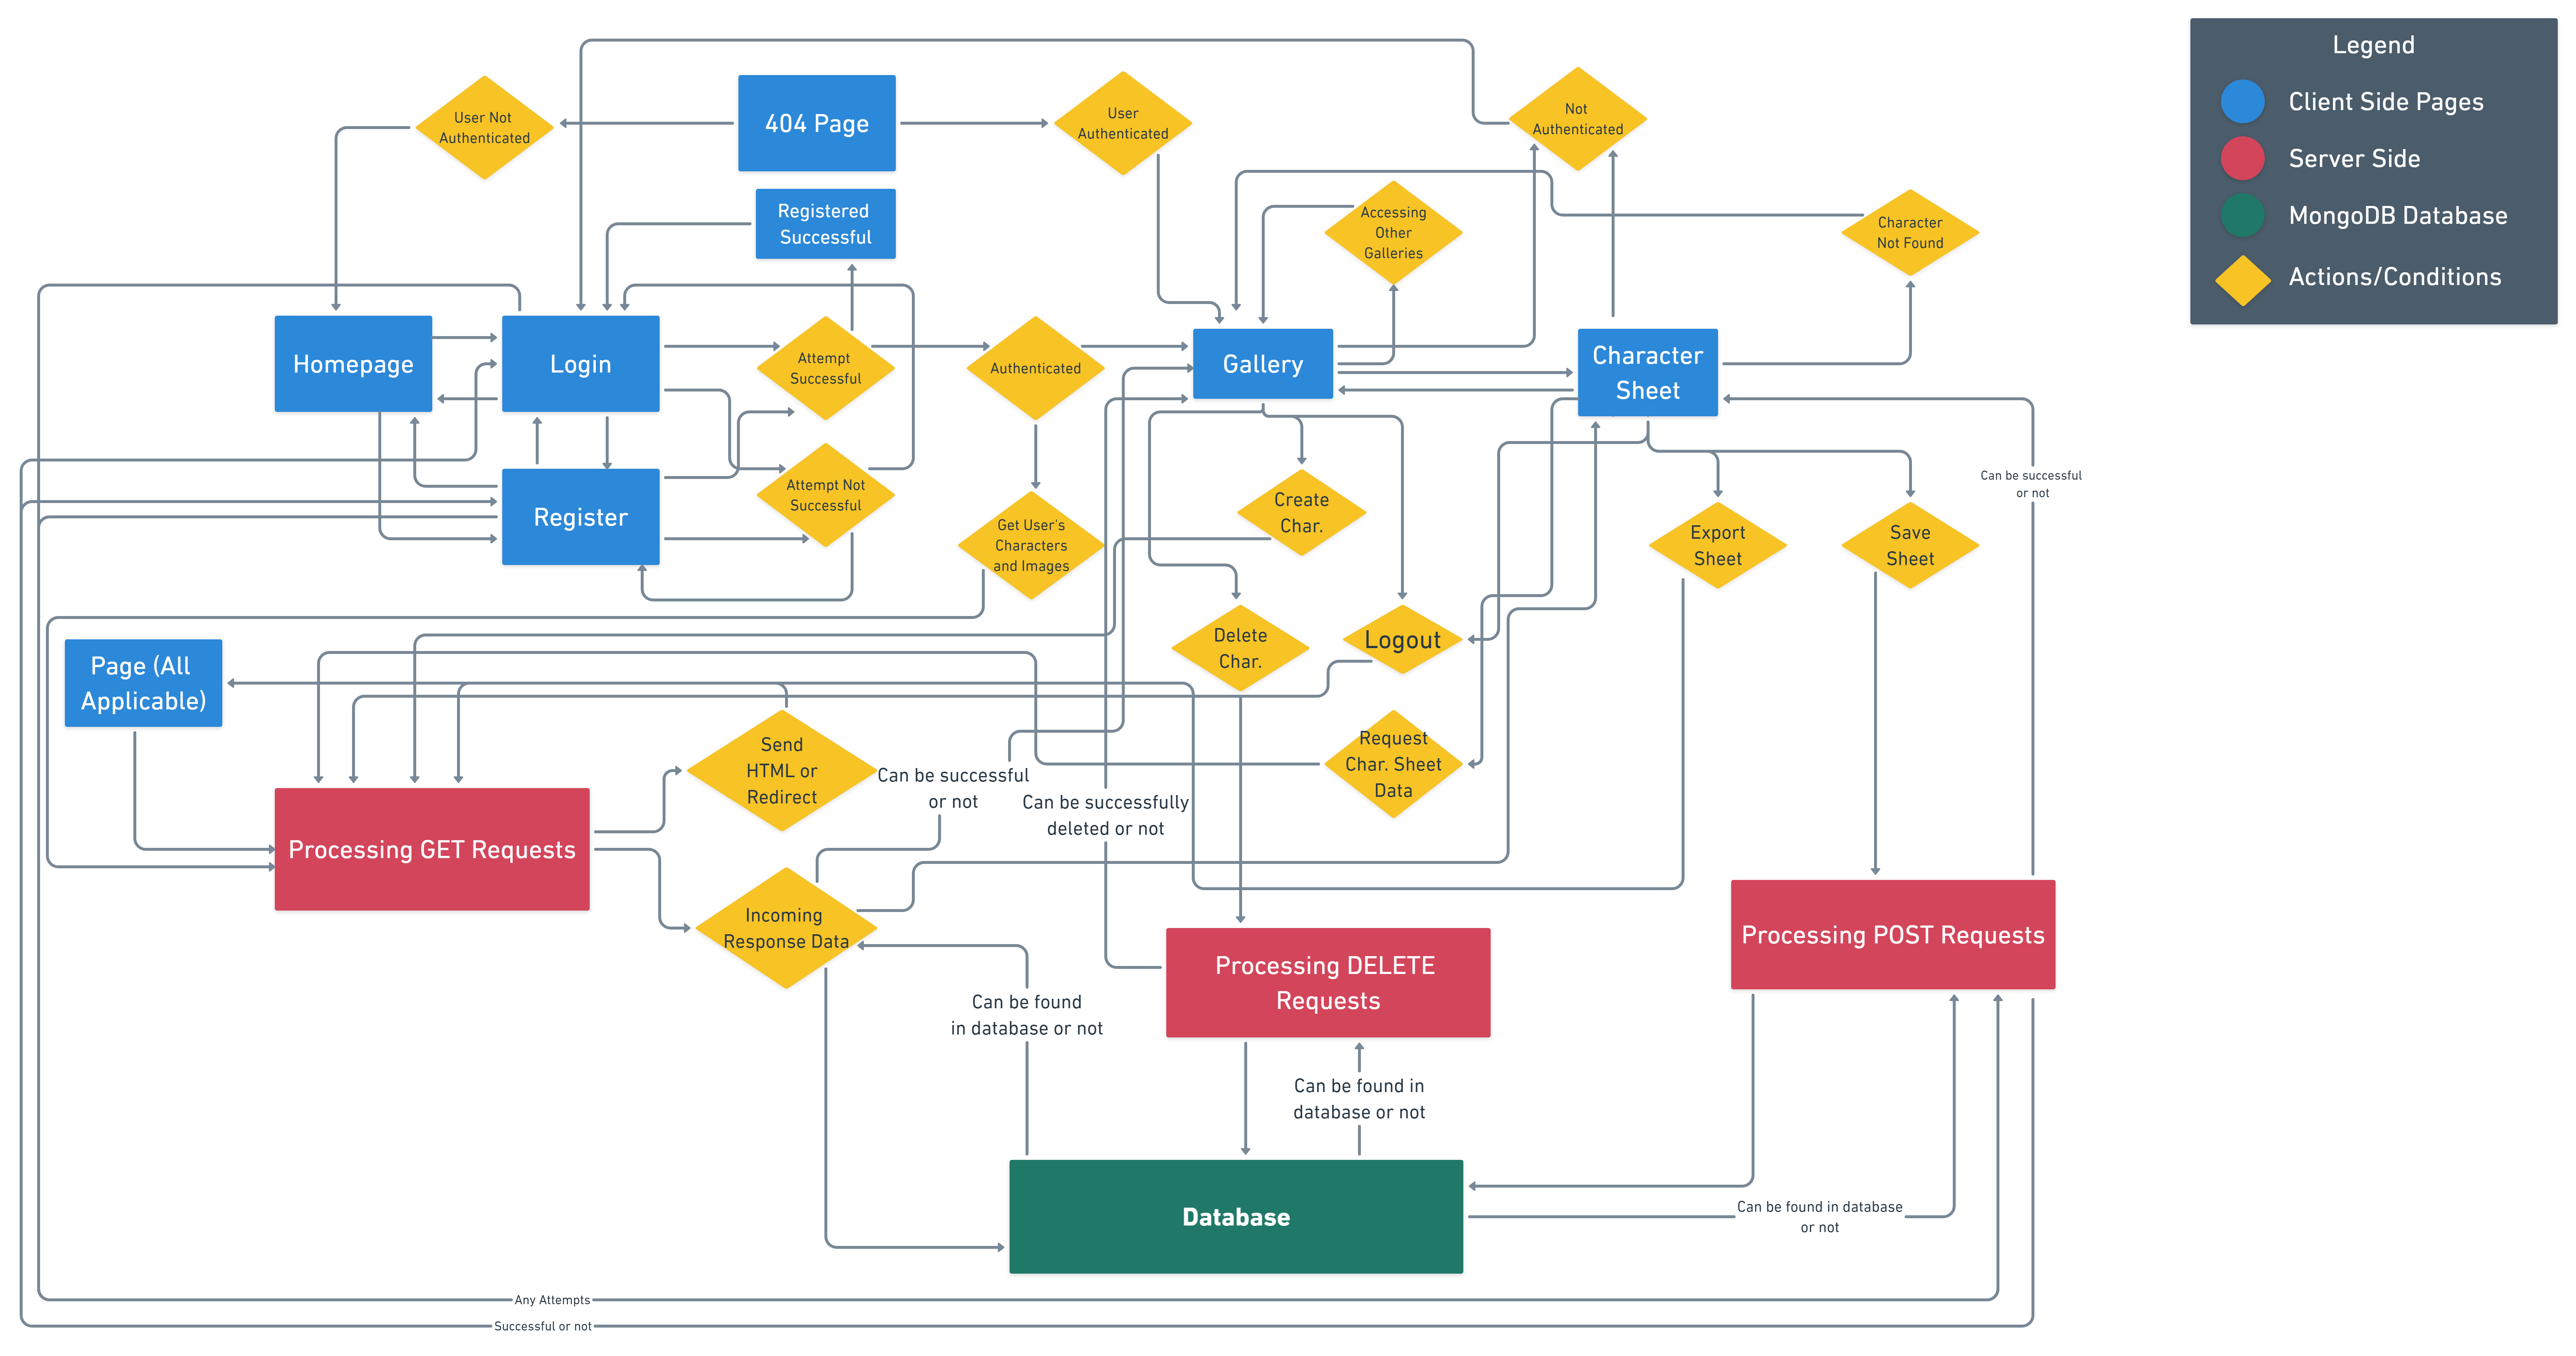 Legend
Client Side Pages
Server Side
MongoDB Database
Actions/Conditions
User Not
Authenticated
404 Page
User
Authenticated
Not
Authenticated
Registered
Successful
Accessing
Other
Galleries
Character
Not Found
Homepage
Login
Attempt
Successful
Authenticated
Gallery
Character
Sheet
Register
Attempt Not
Successful
Get User's
Characters
and Images
Create
Char.
Export
Sheet
Save
Sheet
Can be successful
or not
Page (All
Applicable)
Delete
Char.
Logout
Send
HTML or
Redirect
Can be successful
or not
Can be successfully
deleted or not
Request
Char. Sheet
Data
Processing GET Requests
Incoming
Response Data
Processing DELETE
Requests
Processing POST Requests
Can be found
in database or not
Can be found in
database or not
Database
Can be found in database
or not
Any Attempts
Successful or not